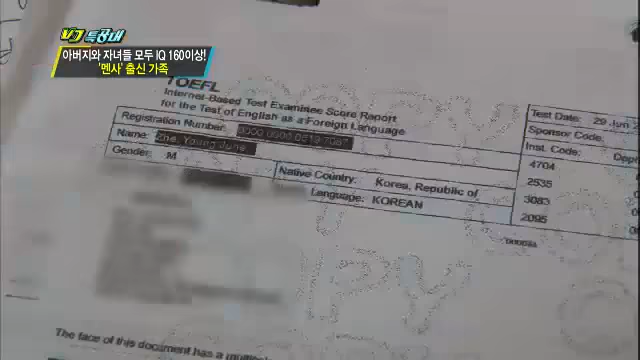 VJ 특공대
아버지와 자녀들 모두 IQ 160이상!
'멘사' 출신 가족
TOEFL
Internet-Based Test Examinee Score Report
for the Test of English as a Foreign Language
Registration Number:
Name:
Gender: M
Native Country: Korea, Republic of
Language: KOREAN
Test Date: 29 Jun
Sponsor Code
Inst. Code:
4704
2535
3083
2095
COPY
The face of this document has a